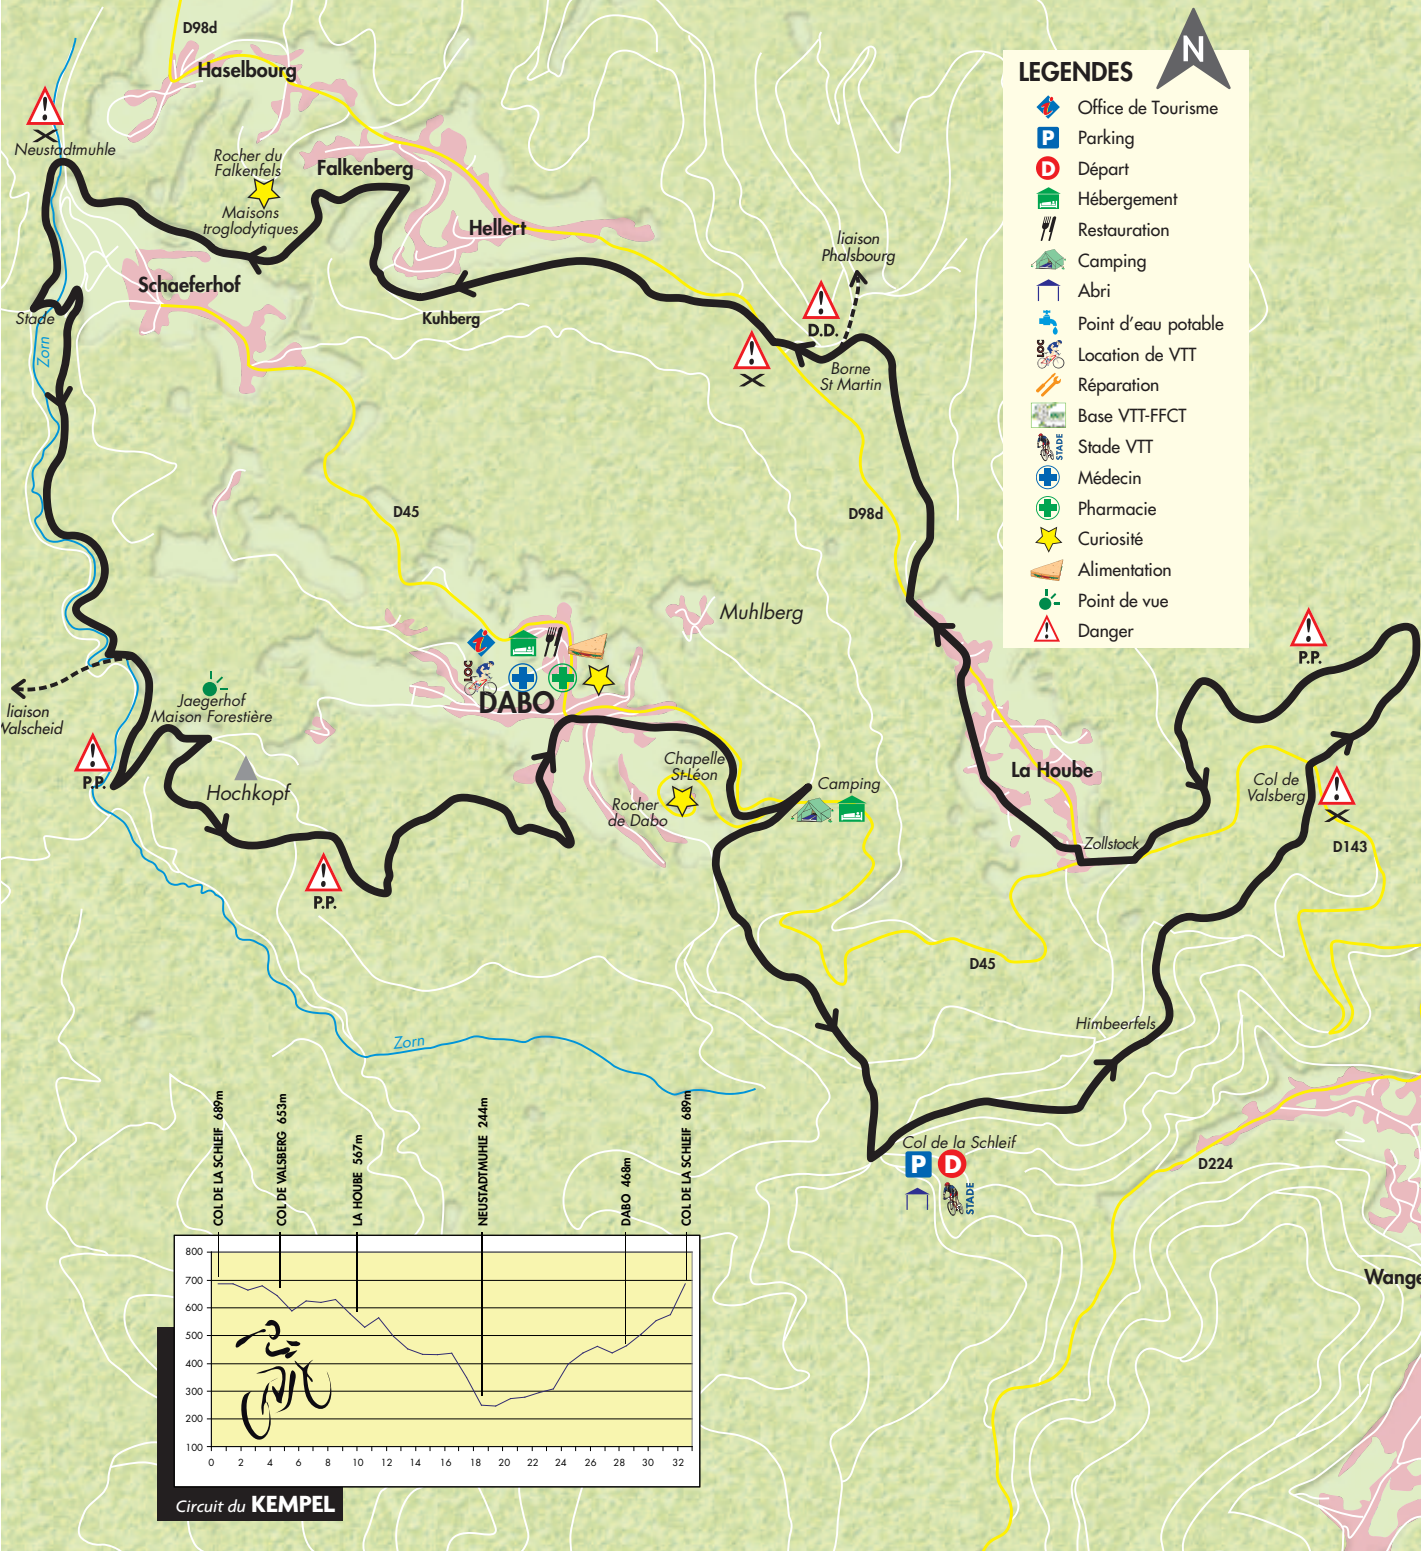 D98d
Haselbourg
Neustadtmuhle
Rocher du
Falkenfels
Maisons
troglodytiques
Falkenberg
Hellert
Schaeferhof
Stade
Zorn
Kuhberg
liaison
Phalsbourg
D.D.
Borne
St Martin
D98d
D45
N
LEGENDES
Office de Tourisme
P Parking
D Départ
Hébergement
Restauration
Camping
Abri
Point d'eau potable
LOC Location de VTT
Réparation
Base VTT-FFCT
STADE Stade VTT
Médecin
Pharmacie
Curiosité
Alimentation
Point de vue
Danger
P.P.
Muhlberg
LOC
DABO
liaison
Walscheid
Jaegerhof
Maison Forestière
P.P.
Hochkopf
P.P.
Chapelle
St-Léon
Rocher
de Dabo
Camping
La Hoube
Zollstock
Col de
Valsberg
D143
D45
Himbeerfels
Zorn
Col de la Schleif
P D
STADE
D224
Wange
COL DE LA SCHLEIF 689m
COL DE VALSBERG 653m
LA HOUBE 567m
NEUSTADTMUHLE 244m
DABO 468m
COL DE LA SCHLEIF 689m
800
700
600
500
400
300
200
100
0 2 4 6 8 10 12 14 16 18 20 22 24 26 28 30 32
Circuit du KEMPEL